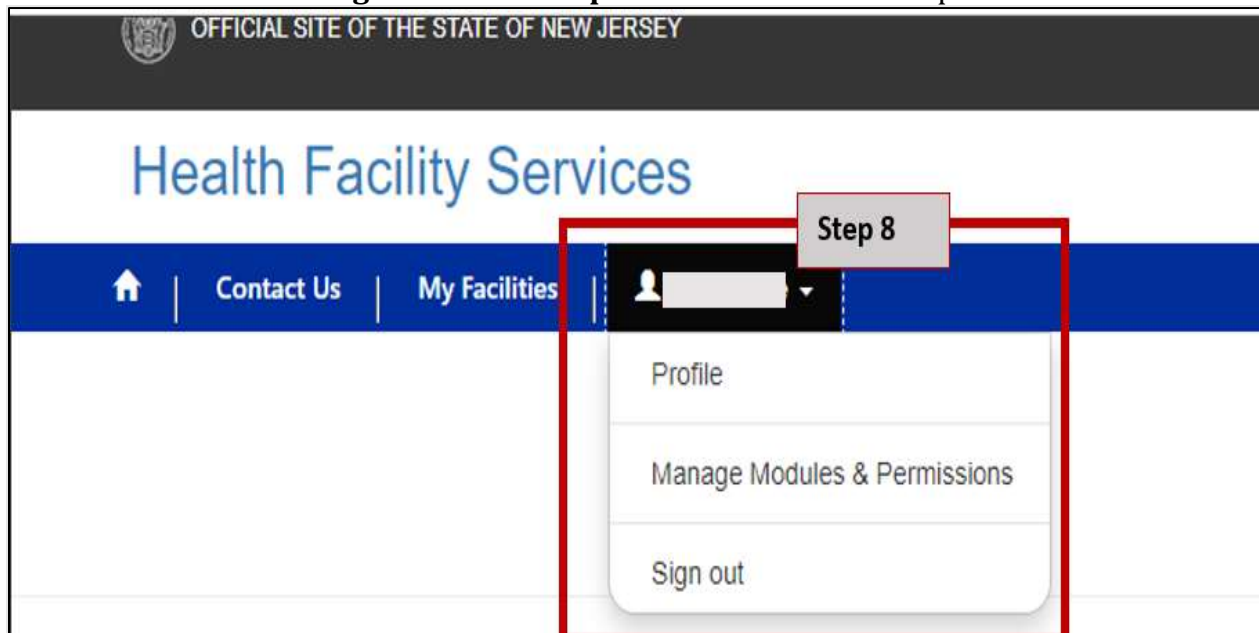 OFFICIAL SITE OF THE STATE OF NEW JERSEY
Health Facility Services
Step 8
Contact Us | My Facilities |
Profile
Manage Modules & Permissions
Sign out